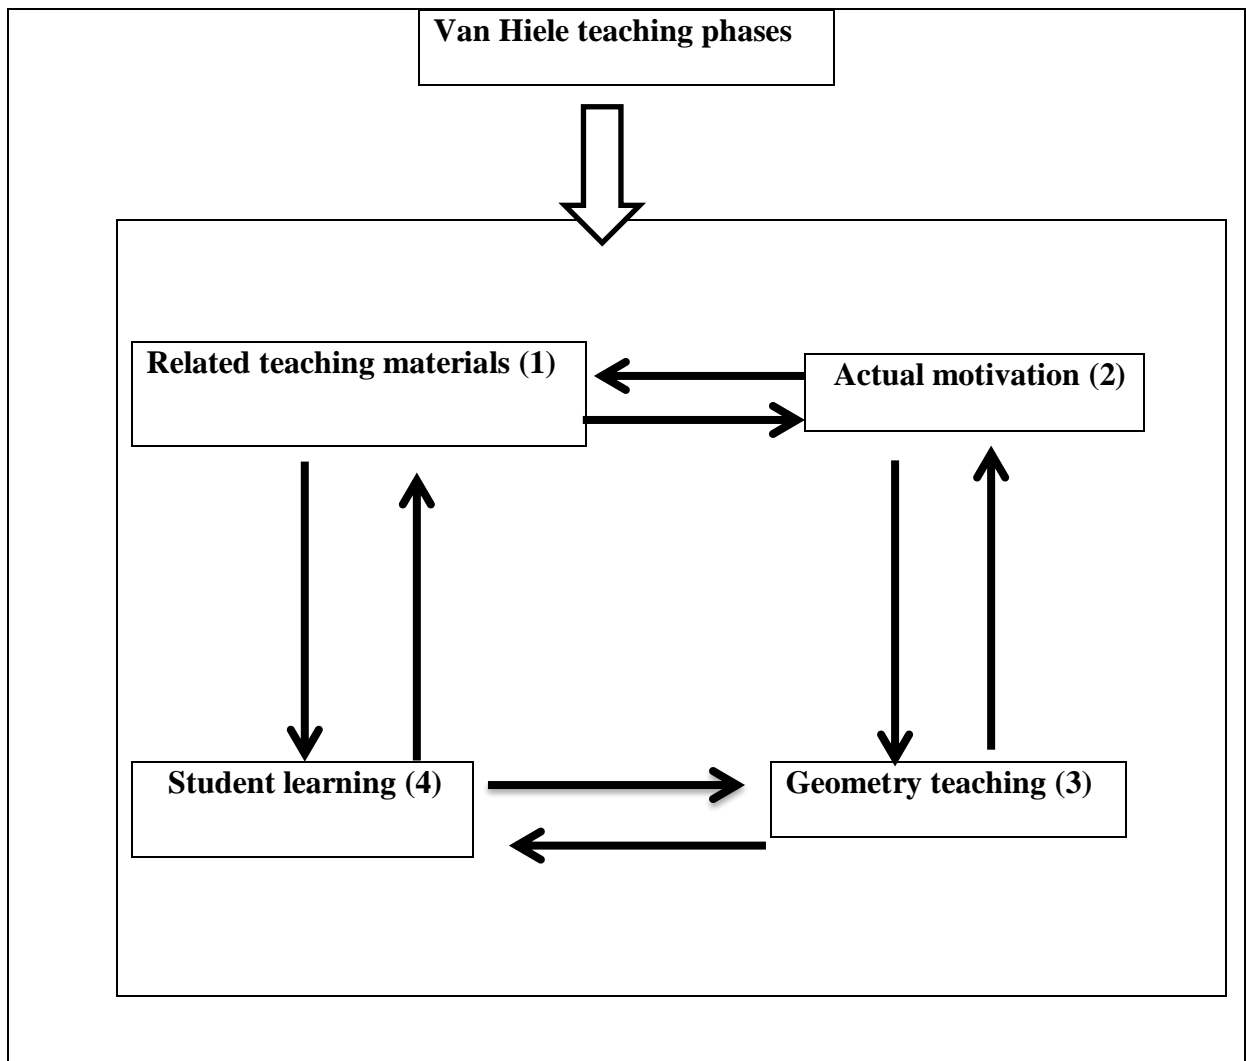 Van Hiele teaching phases
Related teaching materials (1)
Actual motivation (2)
Student learning (4)
Geometry teaching (3)